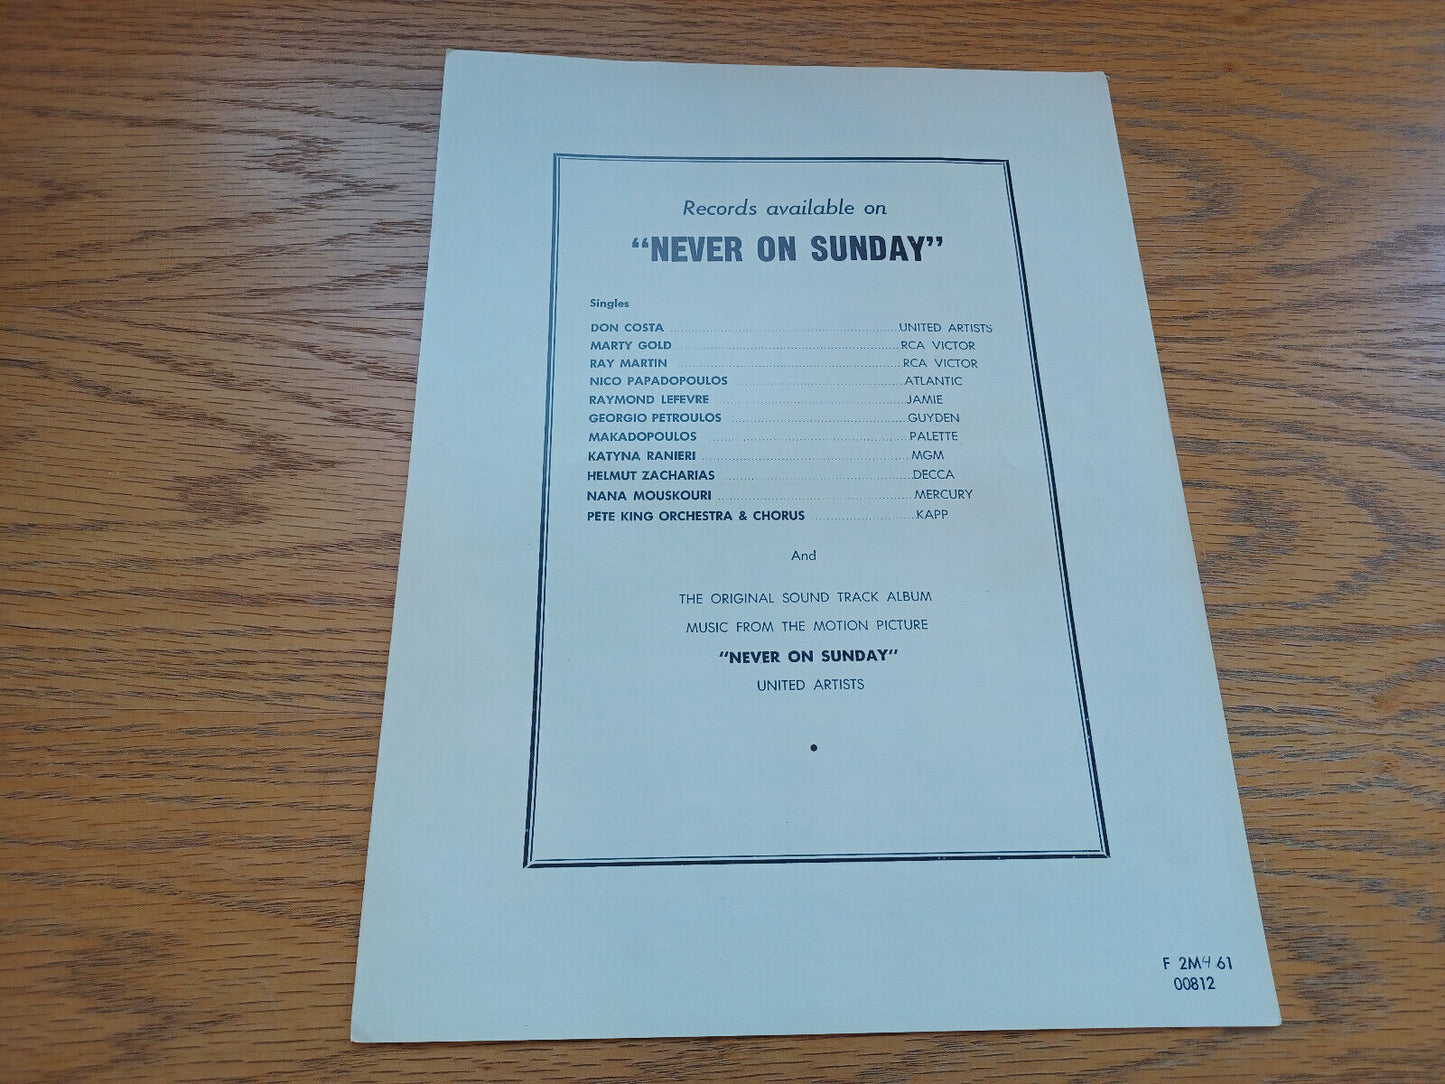 Records available on
“NEVER ON SUNDAY”
Singles
DON COSTA ........ UNITED ARTISTS
MARTY GOLD ........ RCA VICTOR
RAY MARTIN ........ RCA VICTOR
NICO PAPADOPOULOS ........ ATLANTIC
RAYMOND LEFEVRE ........ JAMIE
GEORGIO PETROULOS ........ GUYDEN
MAKADOPOULOS ........ PALETTE
KATYNA RANIERI ........ MGM
HELMUT ZACHARIAS ........ DECCA
NANA MOUSKOURI ........ MERCURY
PETE KING ORCHESTRA & CHORUS ........ KAPP
And
THE ORIGINAL SOUND TRACK ALBUM
MUSIC FROM THE MOTION PICTURE
"NEVER ON SUNDAY"
UNITED ARTISTS
F 2M4 61
00812